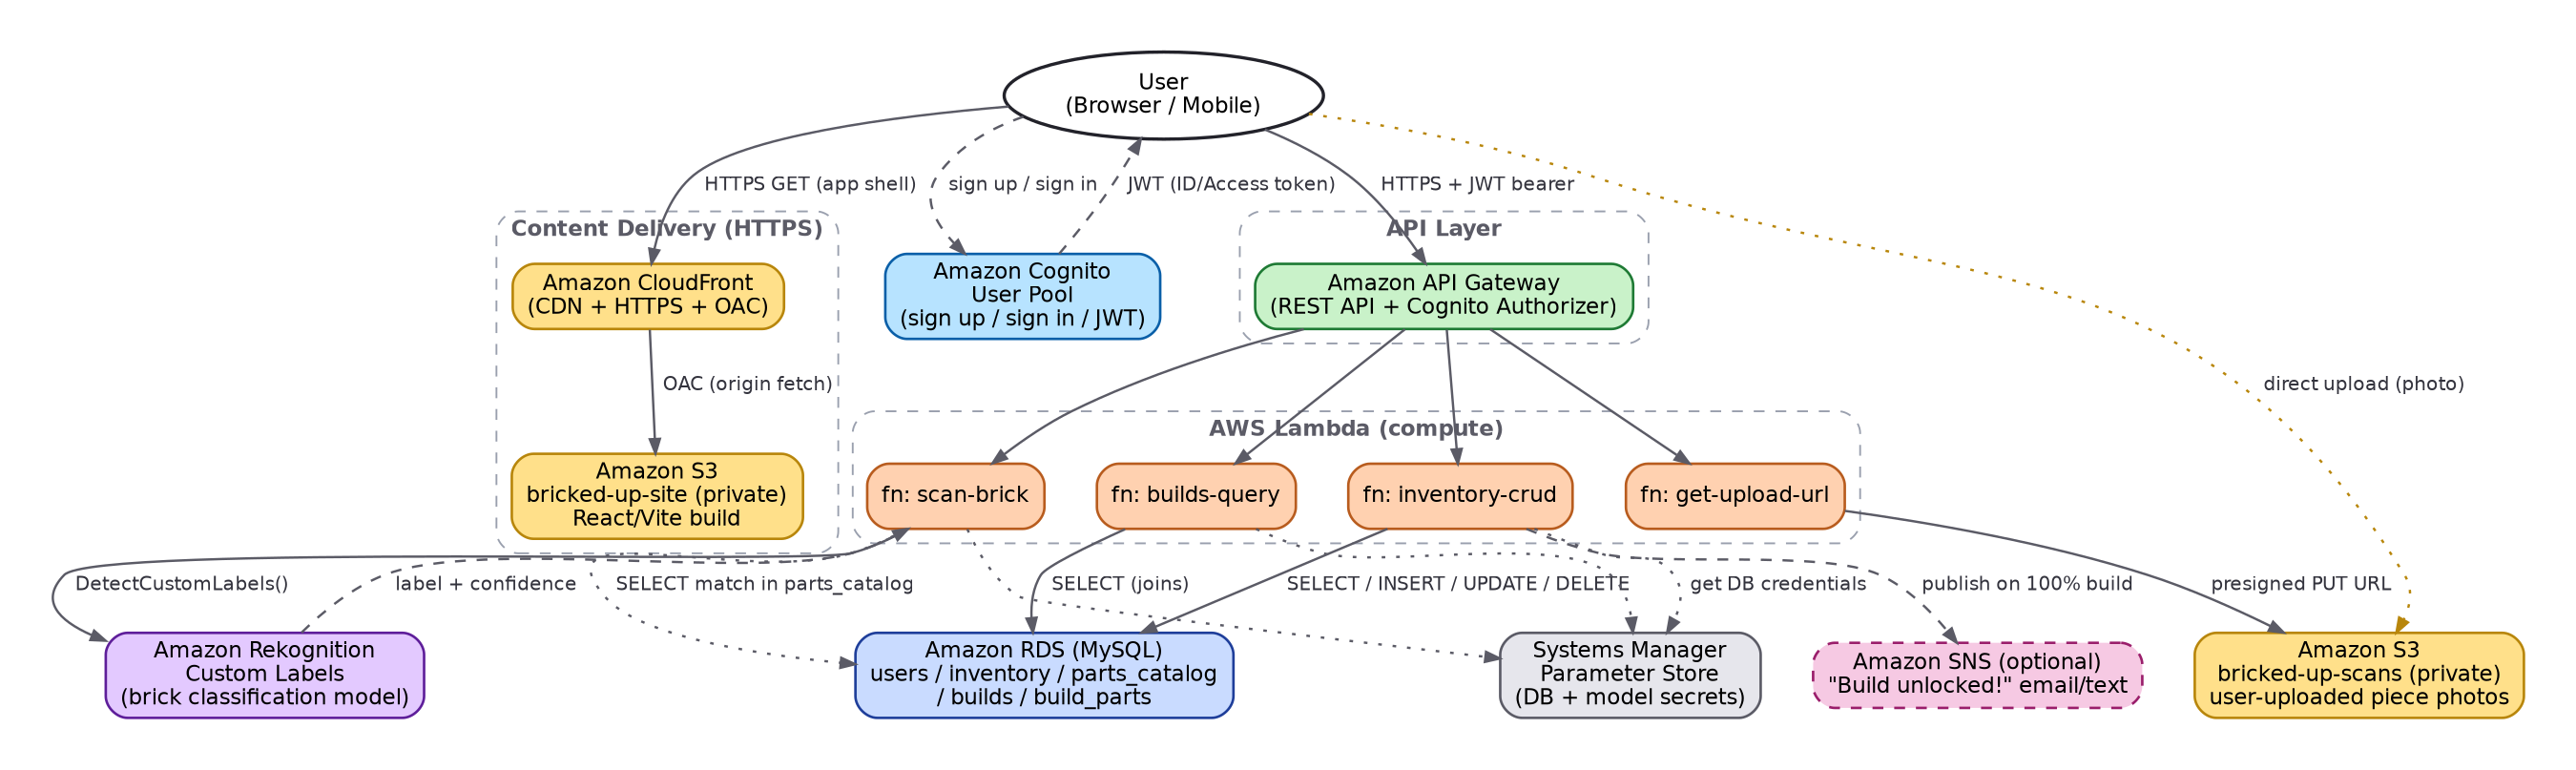 User
(Browser / Mobile)
HTTPS GET (app shell)
sign up / sign in
JWT (ID/Access token)
HTTPS + JWT bearer
Content Delivery (HTTPS)
API Layer
Amazon CloudFront
(CDN + HTTPS + OAC)
Amazon Cognito
User Pool
(sign up / sign in / JWT)
Amazon API Gateway
(REST API + Cognito Authorizer)
OAC (origin fetch)
direct upload (photo)
AWS Lambda (compute)
Amazon S3
bricked-up-site (private)
React/Vite build
fn: scan-brick
fn: builds-query
fn: inventory-crud
fn: get-upload-url
DetectCustomLabels()
label + confidence
SELECT match in parts_catalog
SELECT (joins)
SELECT / INSERT / UPDATE / DELETE
get DB credentials
publish on 100% build
presigned PUT URL
Amazon Rekognition
Custom Labels
(brick classification model)
Amazon RDS (MySQL)
users / inventory / parts_catalog
/ builds / build_parts
Systems Manager
Parameter Store
(DB + model secrets)
Amazon SNS (optional)
"Build unlocked!" email/text
Amazon S3
bricked-up-scans (private)
user-uploaded piece photos